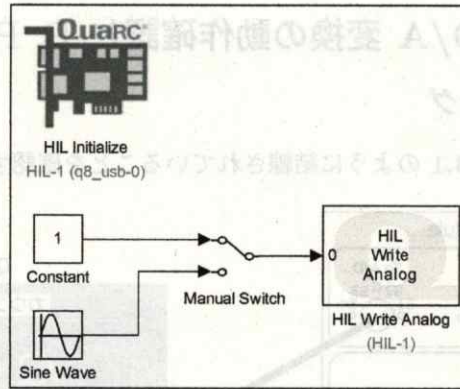 QUARC
HIL Initialize
HIL-1 (q8_usb-0)
1
Constant
Manual Switch
0
HIL
Write
Analog
HIL Write Analog
(HIL-1)
Sine Wave